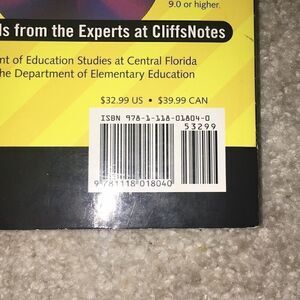 9.0 or higher.
ls from the Experts at CliffsNotes
nt of Education Studies at Central Florida
he Department of Elementary Education
$32.99 US • $39.99 CAN
ISBN 978-1-118-01804-0
53299
9 781118 018040